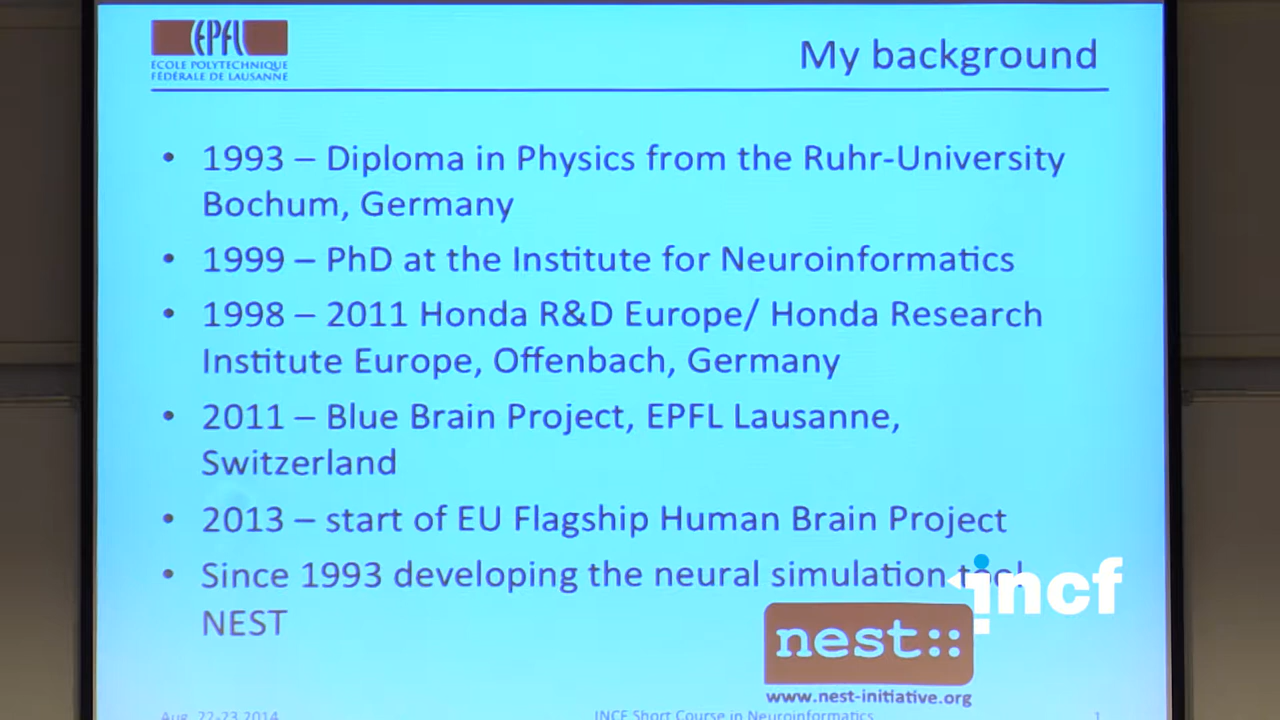 EPFL
ÉCOLE POLYTECHNIQUE
FÉDÉRALE DE LAUSANNE
My background
• 1993 – Diploma in Physics from the Ruhr-University
Bochum, Germany
• 1999 – PhD at the Institute for Neuroinformatics
• 1998 – 2011 Honda R&D Europe/ Honda Research
Institute Europe, Offenbach, Germany
• 2011 – Blue Brain Project, EPFL Lausanne,
Switzerland
• 2013 – start of EU Flagship Human Brain Project
• Since 1993 developing the neural simulation tool
NEST
incf
nest::
www.nest-initiative.org
Aug. 22-23 2014
INCF Short Course in Neuroinformatics
1